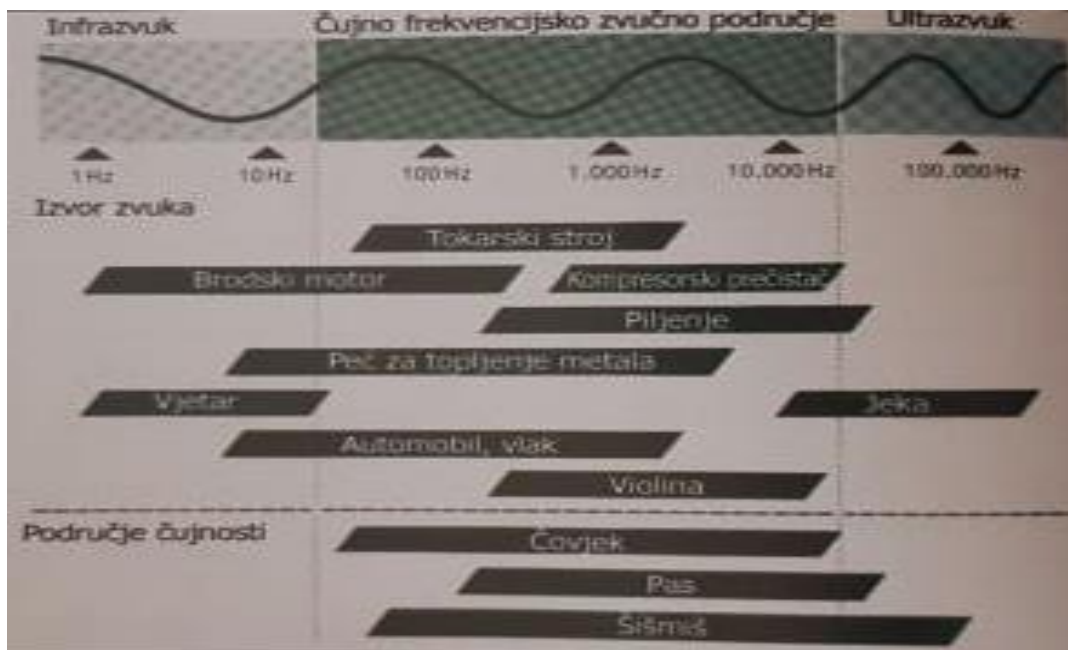 Infrazvuk Čujno frekvencijsko zvučno područje Ultrazvuk
1 Hz 10 Hz 100 Hz 1.000 Hz 10.000 Hz 100.000 Hz
Izvor zvuka
Tokarski stroj
Brodski motor Kompresorski prečistač
Piljenje
Peč za topljenje metala
Vjetar Jeka
Automobil, vlak
Violina
Područje čujnosti
Čovjek
Pas
Šišmiš